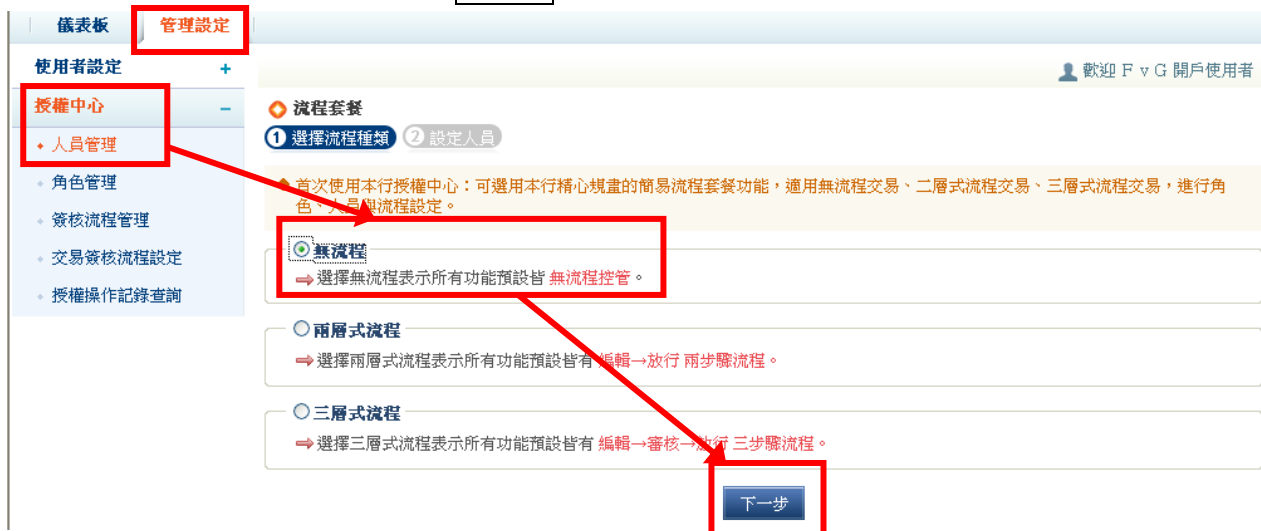 儀表板
管理設定
使用者設定 +
歡迎 F v G 開戶使用者
授權中心 −
人員管理
角色管理
簽核流程管理
交易簽核流程設定
授權操作記錄查詢
流程套餐
1 選擇流程種類 2 設定人員
首次使用本行授權中心：可選用本行精心規畫的簡易流程套餐功能，適用無流程交易、二層式流程交易、三層式流程交易，進行角
色、人員與流程設定。
無流程
⇒選擇無流程表示所有功能預設皆 無流程控管。
兩層式流程
⇒選擇兩層式流程表示所有功能預設皆有 編輯→放行 兩步驟流程。
三層式流程
⇒選擇三層式流程表示所有功能預設皆有 編輯→審核→放行 三步驟流程。
下一步